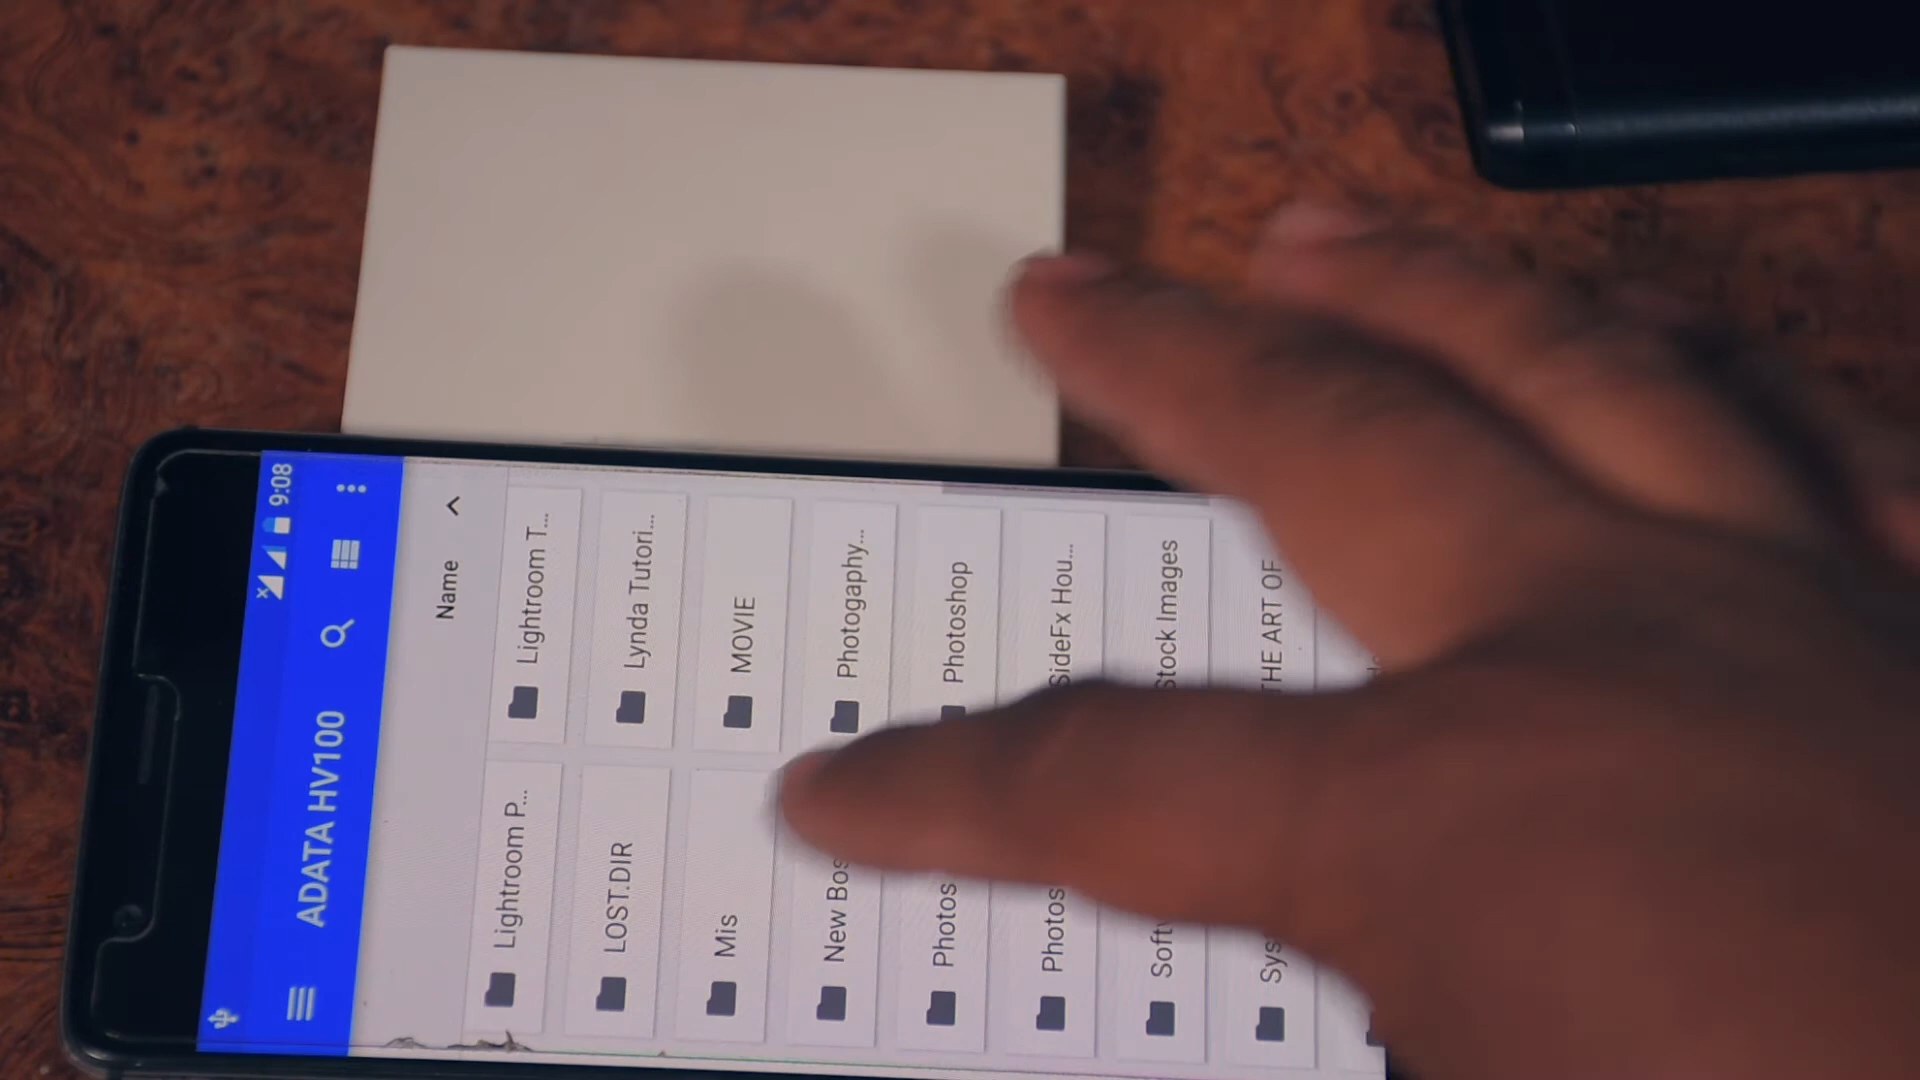 9:08
ADATA HV100
Name
Lightroom P...
Lightroom T...
LOST.DIR
Lynda Tutori...
Mis
MOVIE
New Bos
Photogaphy...
Photos
Photoshop
Photos
SideFx Hou...
Stock Images
Sys
THE ART OF